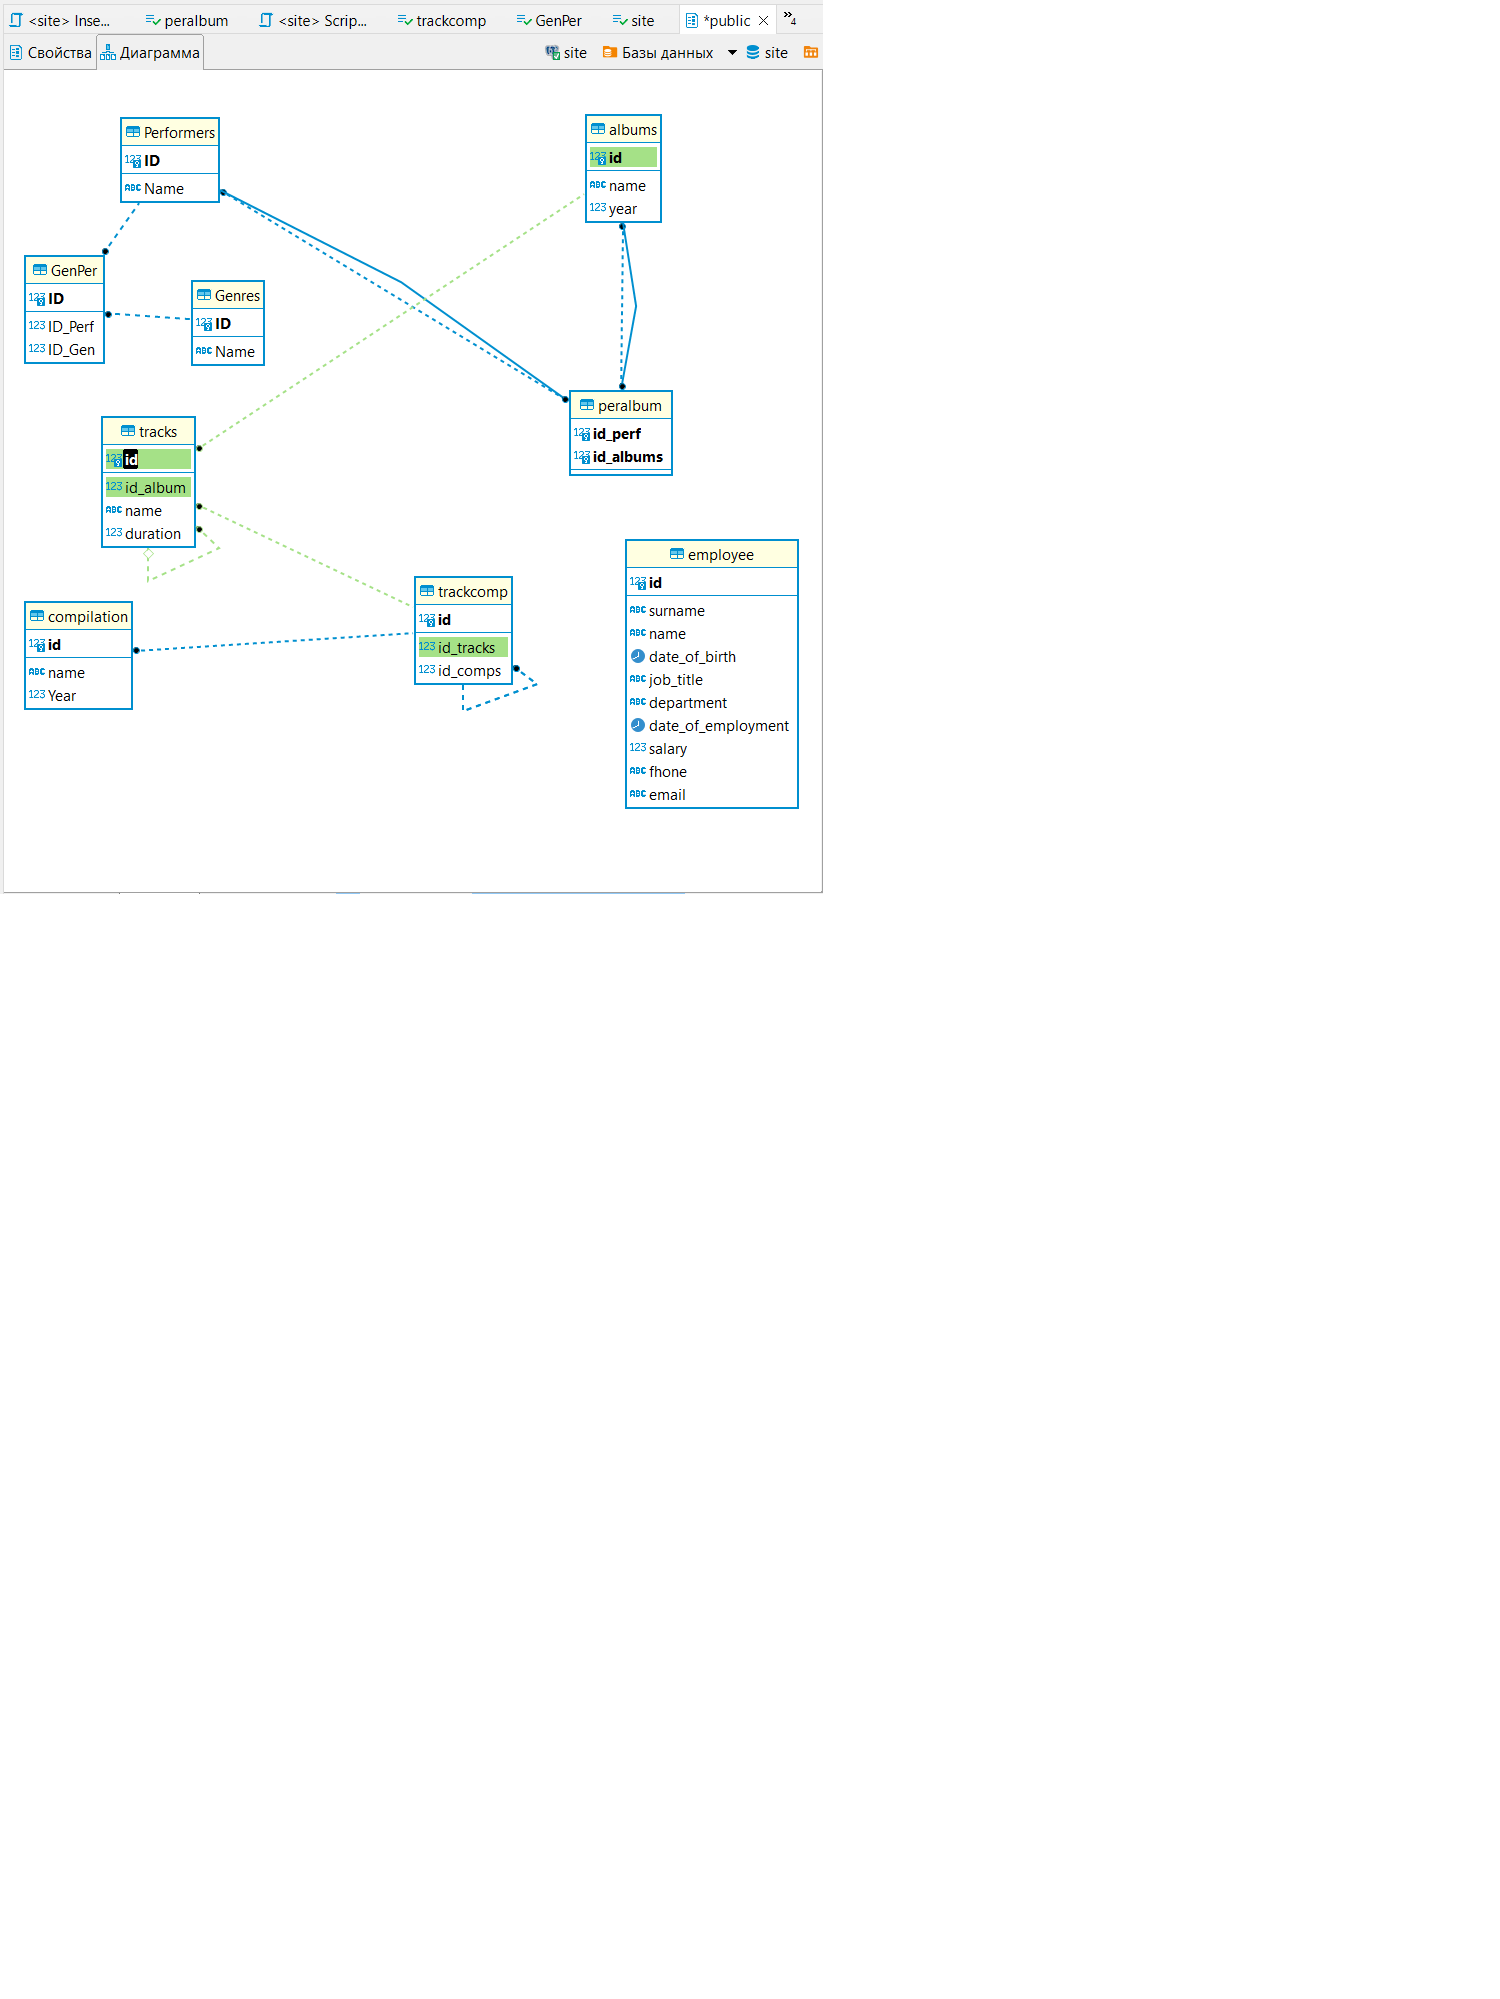 <site> Inse... peralbum <site> Scrip... trackcomp GenPer site *public »4
Свойства Диаграмма site Базы данных site
Performers
123 ID
ABC Name
albums
123 id
ABC name
123 year
GenPer
123 ID
123 ID_Perf
123 ID_Gen
Genres
123 ID
ABC Name
peralbum
123 id_perf
123 id_albums
tracks
123 id
123 id_album
ABC name
123 duration
trackcomp
123 id
123 id_tracks
123 id_comps
compilation
123 id
ABC name
123 Year
employee
123 id
ABC surname
ABC name
date_of_birth
ABC job_title
ABC department
date_of_employment
123 salary
ABC fhone
ABC email